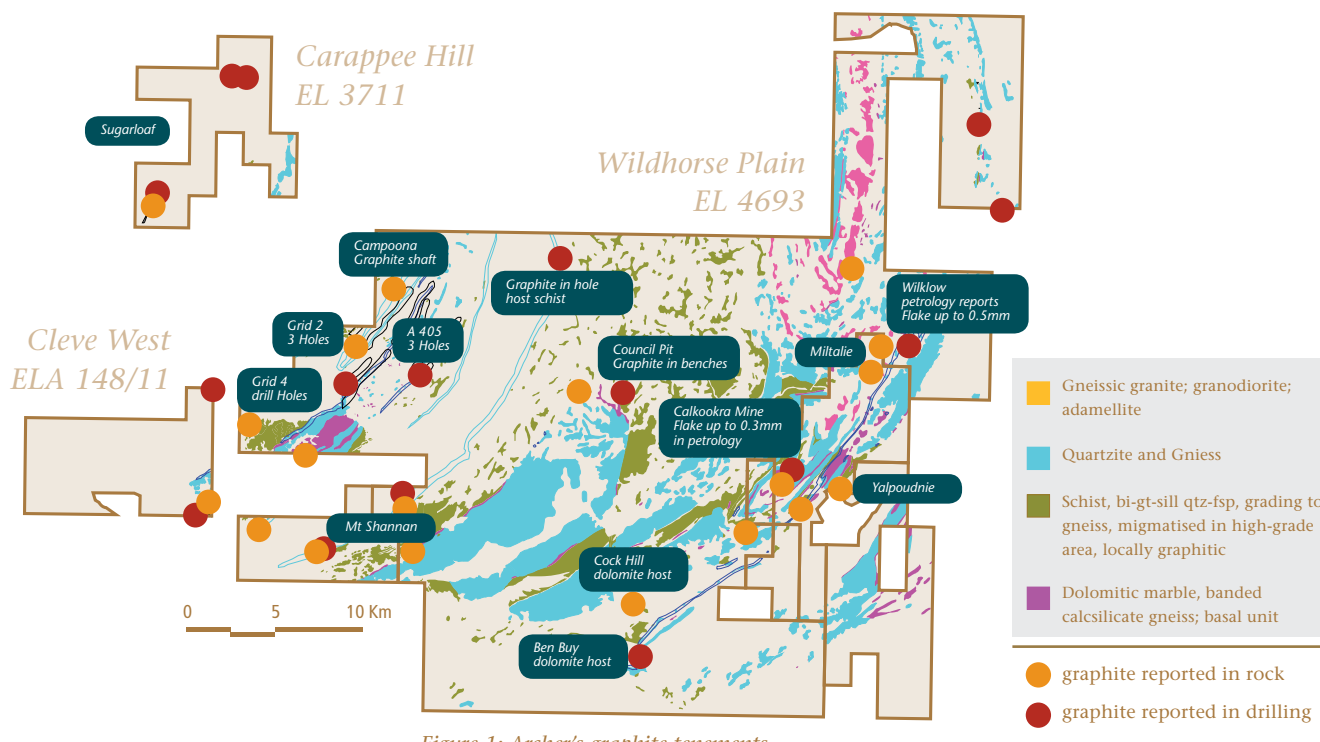 Carappee Hill
EL 3711
Sugarloaf
Wildhorse Plain
EL 4693
Campoona
Graphite shaft
Graphite in hole
host schist
Wilklow
petrology reports
Flake up to 0.5mm
Cleve West
ELA 148/11
Grid 2
3 Holes
A 405
3 Holes
Council Pit
Graphite in benches
Miltalie
Grid 4
drill Holes
Calkookra Mine
Flake up to 0.3mm
in petrology
Yalpoudnie
Mt Shannan
Cock Hill
dolomite host
Ben Buy
dolomite host
0 5 10 Km
Gneissic granite; granodiorite;
adamellite
Quartzite and Gniess
Schist, bi-gt-sill qtz-fsp, grading to
gneiss, migmatised in high-grade
area, locally graphitic
Dolomitic marble, banded
calcsilicate gneiss; basal unit
graphite reported in rock
graphite reported in drilling
Figure 1: Archer's graphite tenements